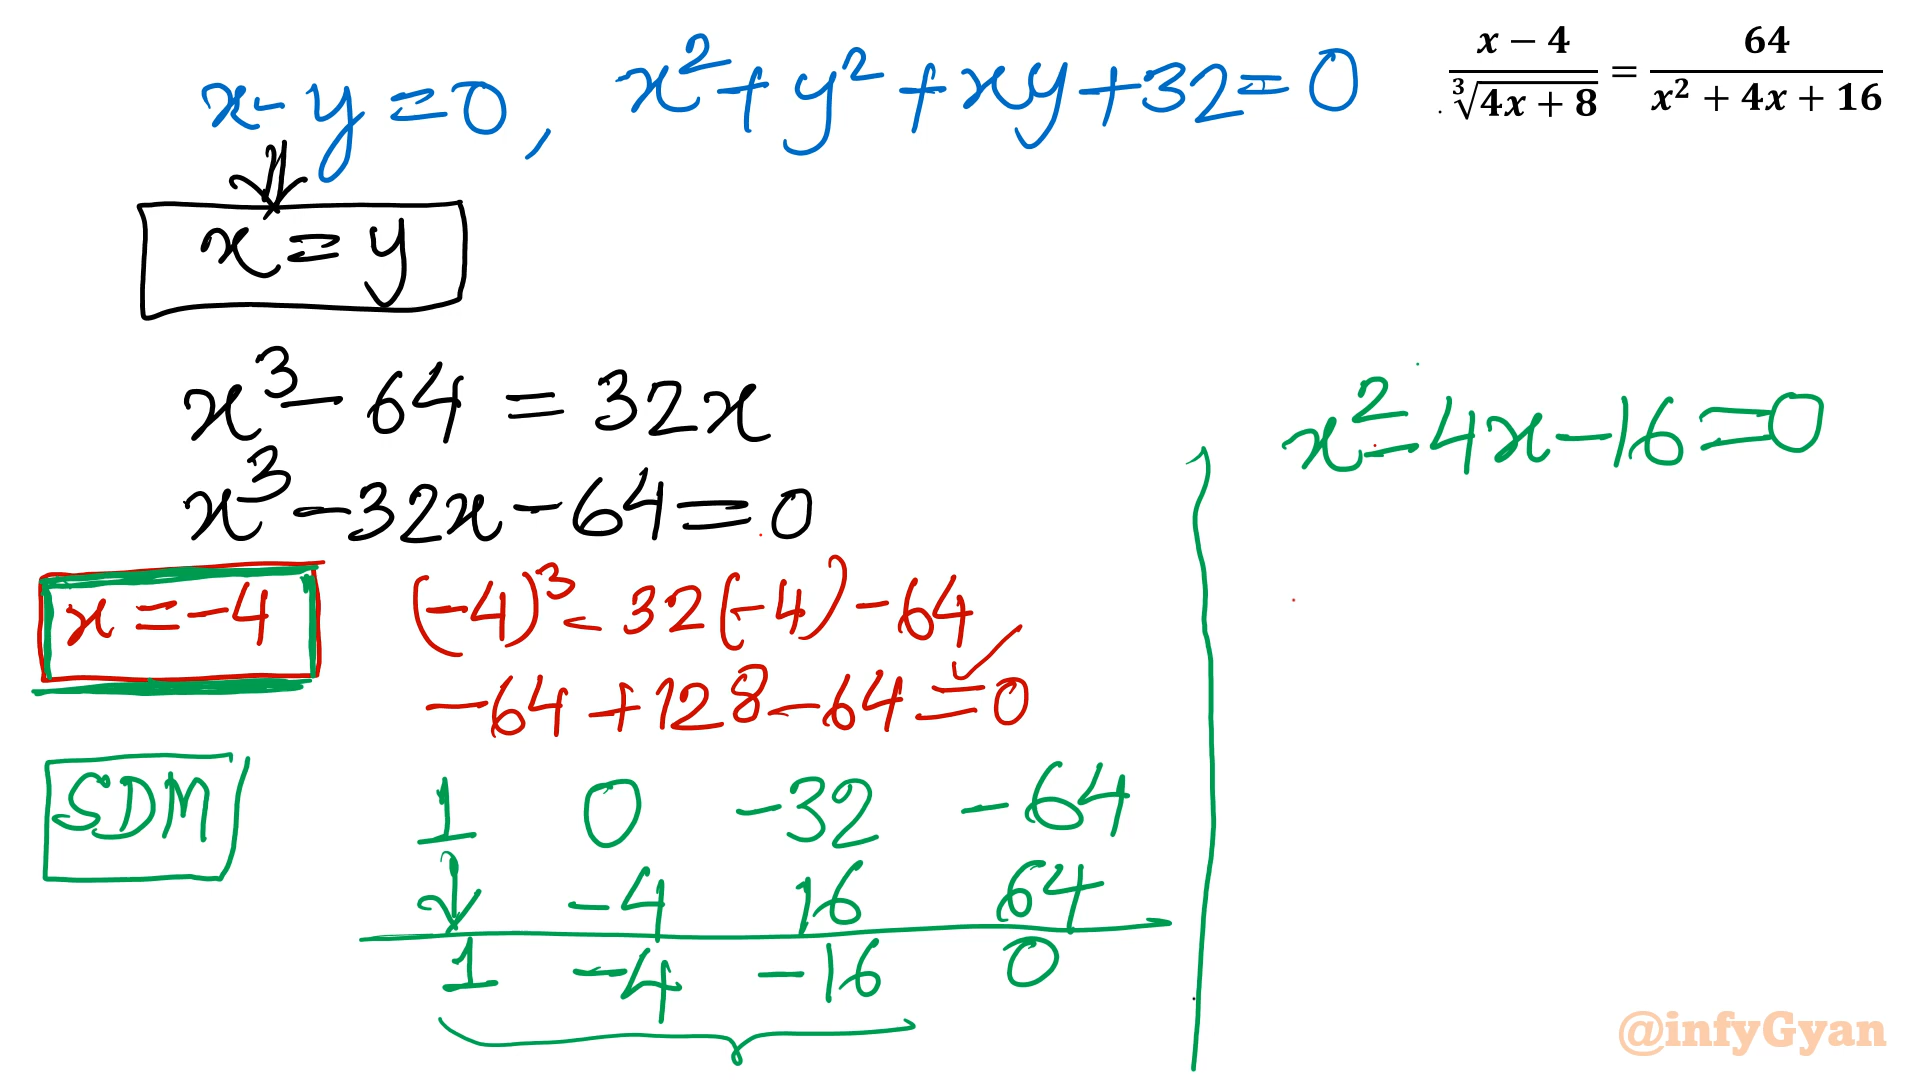 x - y = 0, x² + y² + xy + 32 = 0
(x - 4)/∛(4x + 8) = 64/(x² + 4x + 16)
x = y
x³ - 64 = 32x
x³ - 32x - 64 = 0
x = -4 (-4)³ - 32(-4) - 64
-64 + 128 - 64 = 0
SDM
1 0 -32 -64
-4 16 64
1 -4 -16 0
x² - 4x - 16 = 0
@infyGyan